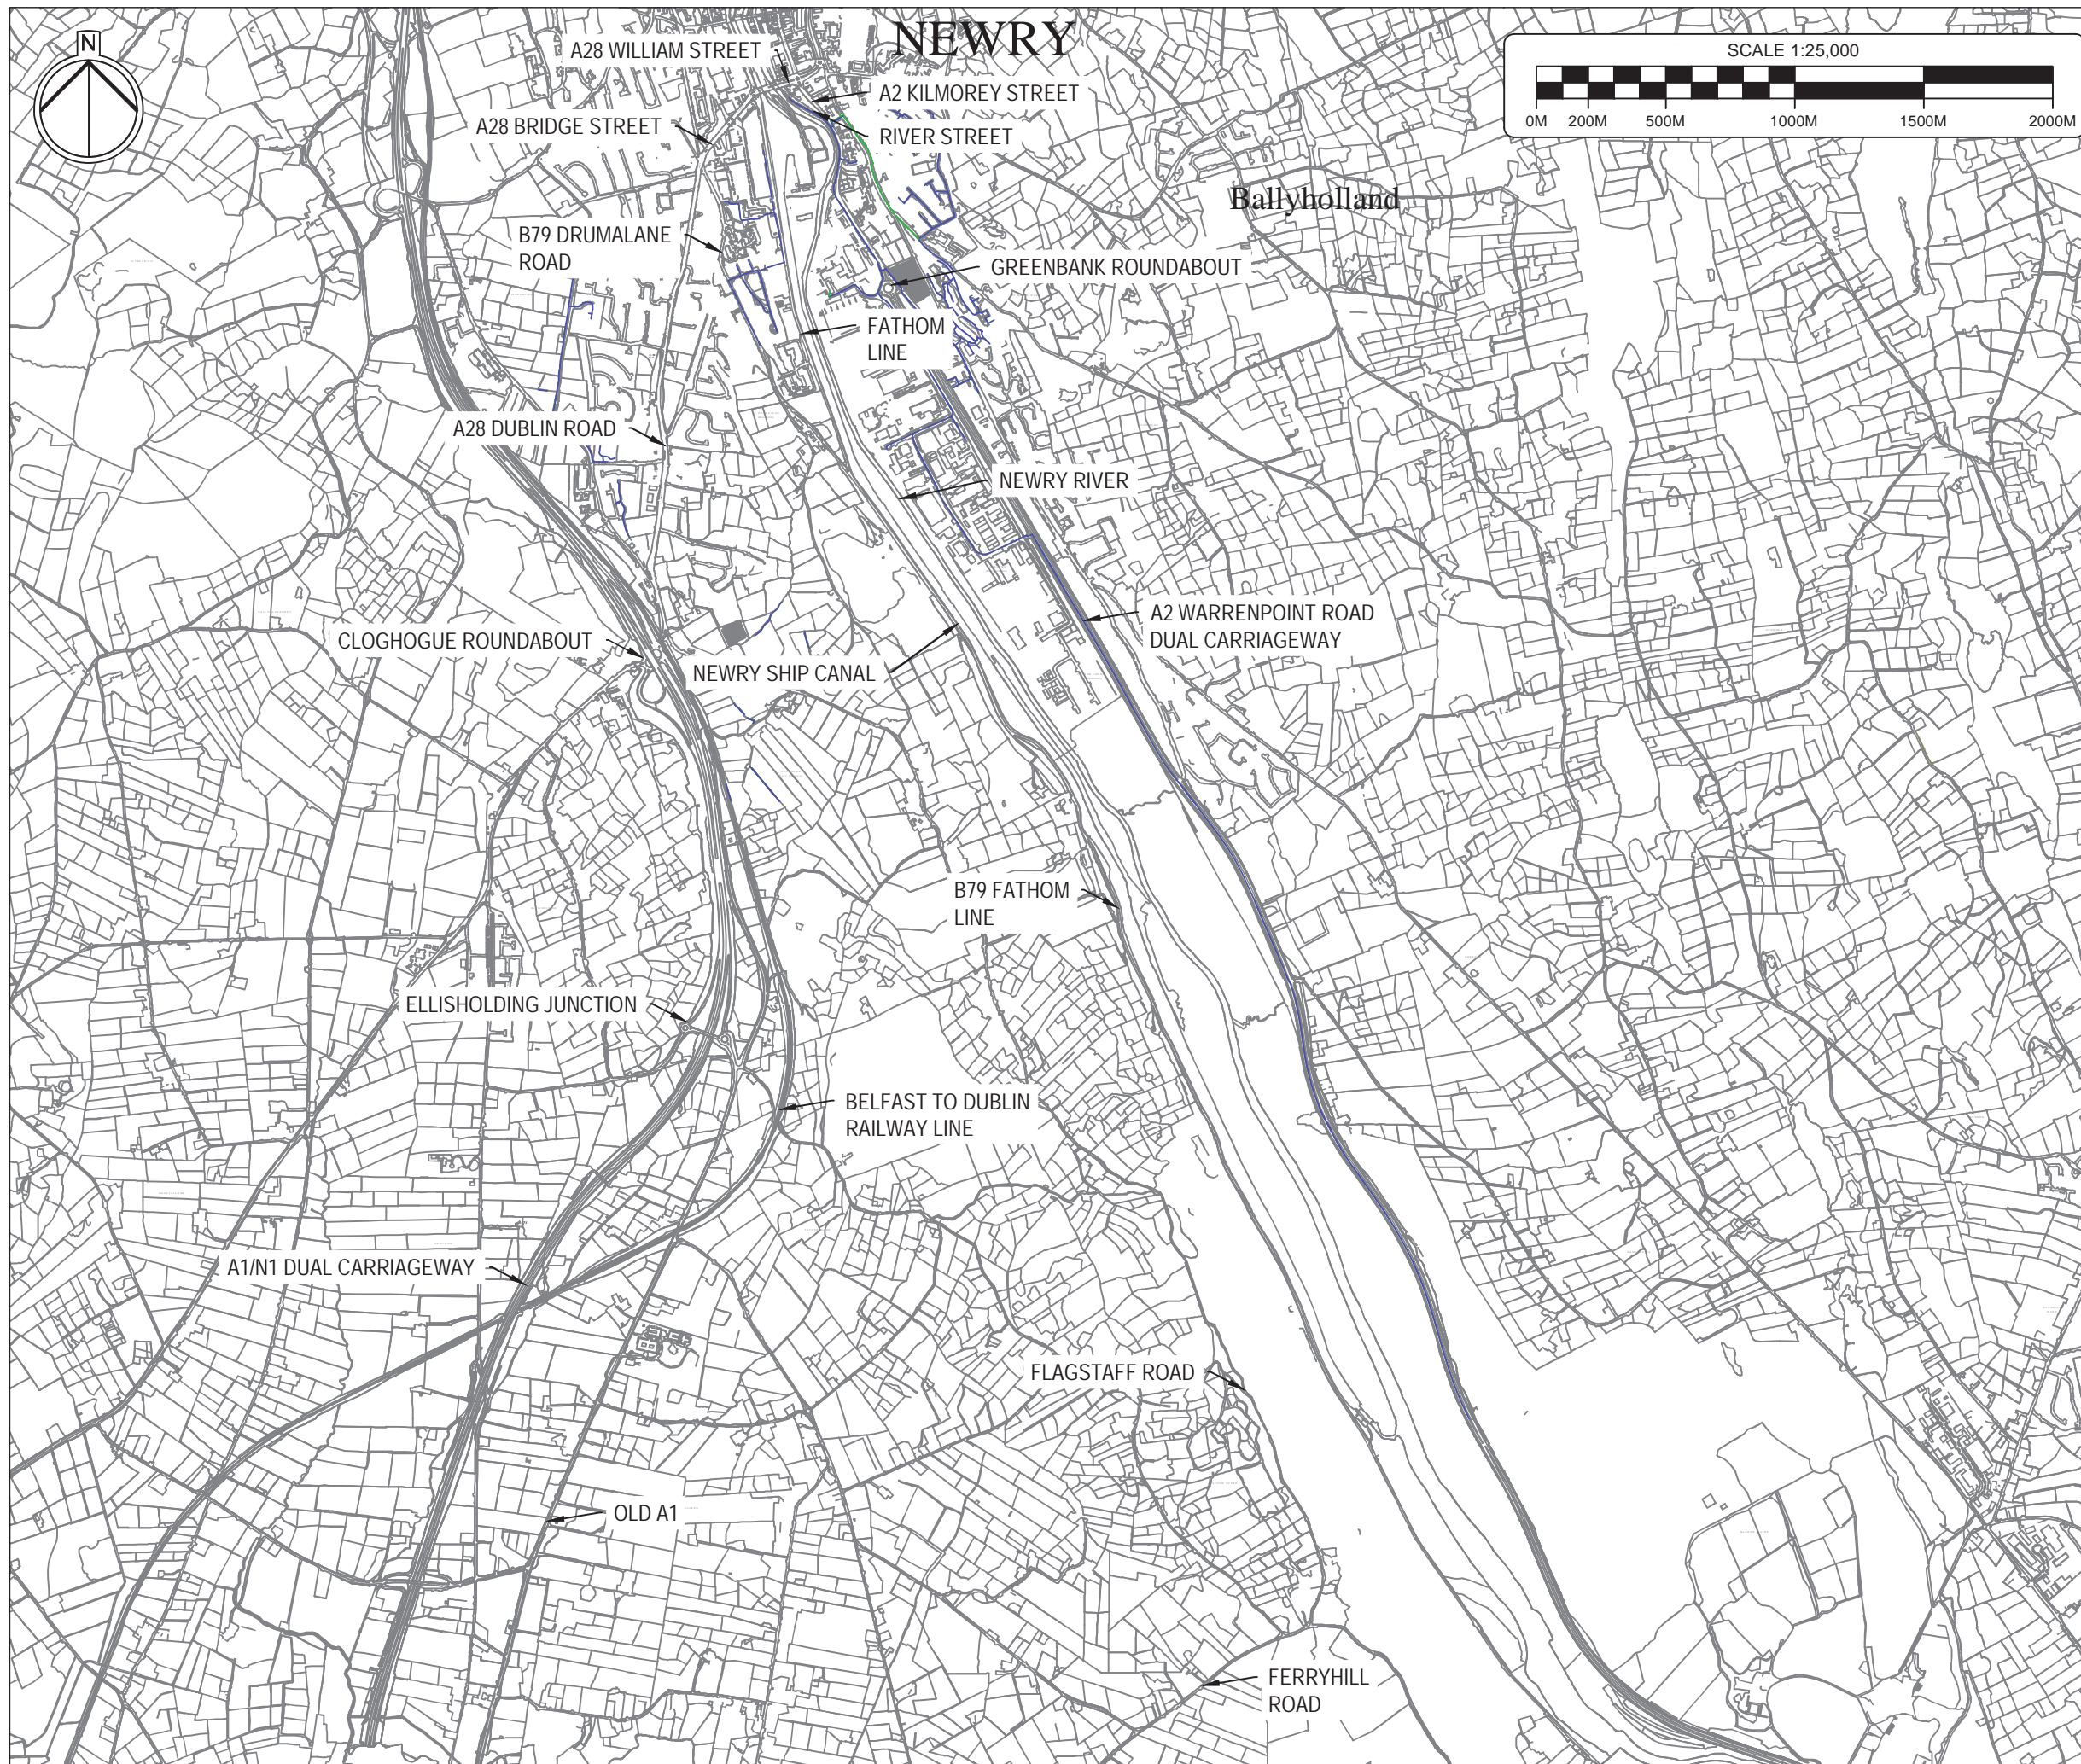 NEWRY
N
A28 WILLIAM STREET
SCALE 1:25,000
0M 200M 500M 1000M 1500M 2000M
A2 KILMOREY STREET
A28 BRIDGE STREET
RIVER STREET
Ballyholland
B79 DRUMALANE
ROAD
GREENBANK ROUNDABOUT
FATHOM
LINE
A28 DUBLIN ROAD
NEWRY RIVER
A2 WARRENPOINT ROAD
DUAL CARRIAGEWAY
CLOGHOGUE ROUNDABOUT
NEWRY SHIP CANAL
B79 FATHOM
LINE
ELLISHOLDING JUNCTION
BELFAST TO DUBLIN
RAILWAY LINE
A1/N1 DUAL CARRIAGEWAY
FLAGSTAFF ROAD
OLD A1
FERRYHILL
ROAD